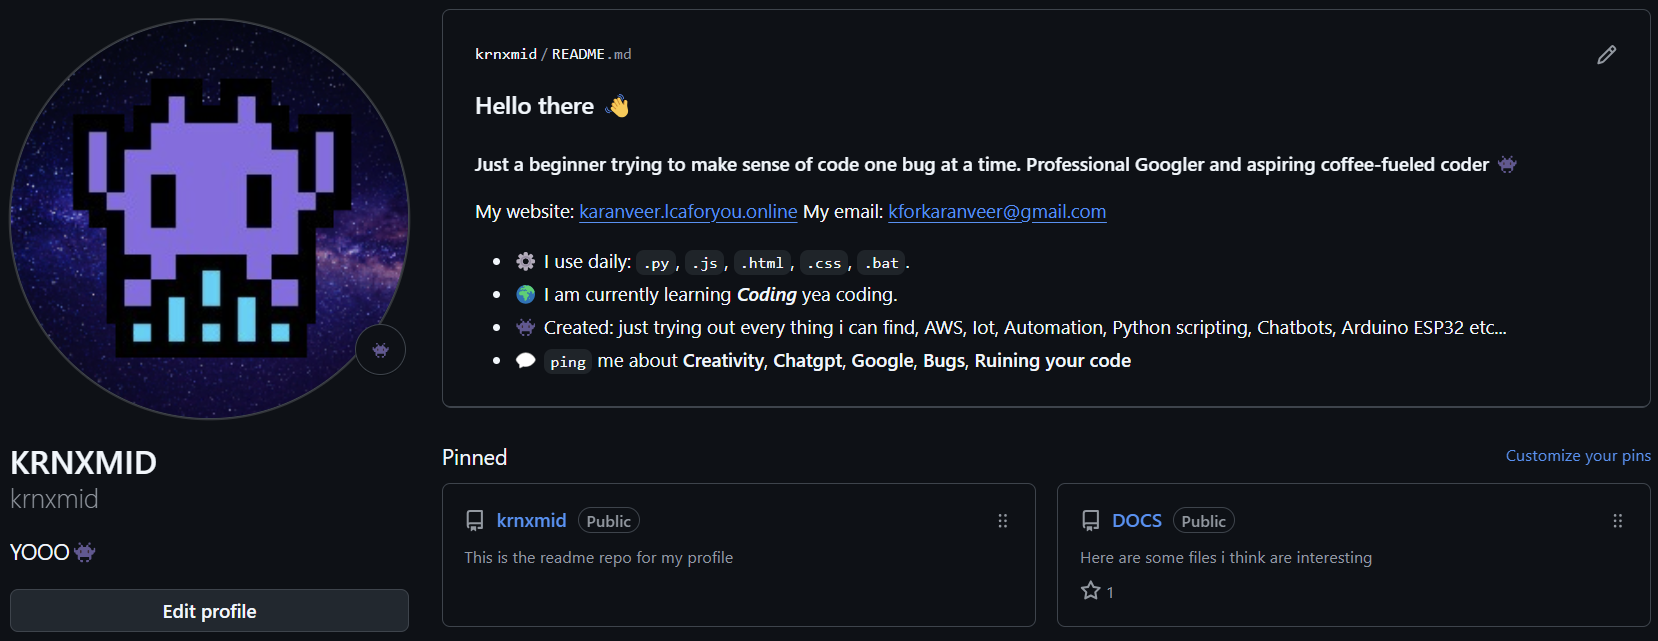 krnxmid/README.md
Hello there 👋
Just a beginner trying to make sense of code one bug at a time. Professional Googler and aspiring coffee-fueled coder 👾
My website: karanveer.lcaforyou.online My email: kforkaranveer@gmail.com
• ⚙️ I use daily: .py, .js, .html, .css, .bat.
• 🌍 I am currently learning Coding yea coding.
• 👾 Created: just trying out every thing i can find, AWS, Iot, Automation, Python scripting, Chatbots, Arduino ESP32 etc...
• 💬 ping me about Creativity, Chatgpt, Google, Bugs, Ruining your code
KRNXMID
krnxmid
YOOO👾
Edit profile
Pinned
Customize your pins
krnxmid Public
This is the readme repo for my profile
DOCS Public
Here are some files i think are interesting
1